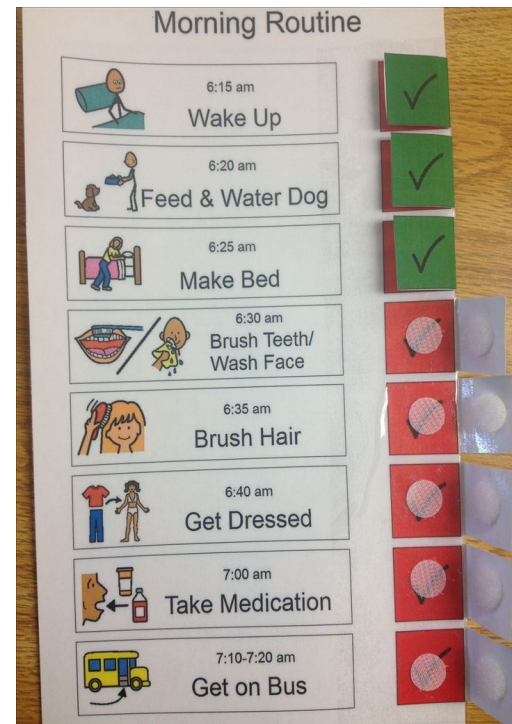 Morning Routine
6:15 am
Wake Up
6:20 am
Feed & Water Dog
6:25 am
Make Bed
6:30 am
Brush Teeth/
Wash Face
6:35 am
Brush Hair
6:40 am
Get Dressed
7:00 am
Take Medication
7:10-7:20 am
Get on Bus